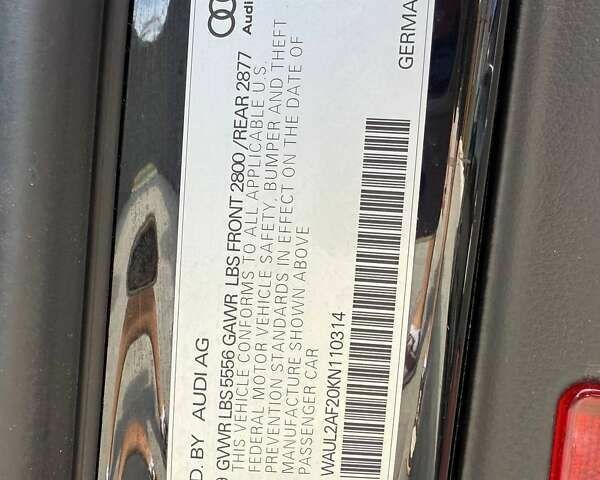 Audi
D. BY AUDI AG
GERMA
9 GVWR LBS 5556 GAWR LBS FRONT 2800/REAR 2877
THIS VEHICLE CONFORMS TO ALL APPLICABLE U.S.
FEDERAL MOTOR VEHICLE SAFETY, BUMPER AND THEFT
PREVENTION STANDARDS IN EFFECT ON THE DATE OF
MANUFACTURE SHOWN ABOVE
PASSENGER CAR
WAUL2AF20KN110314